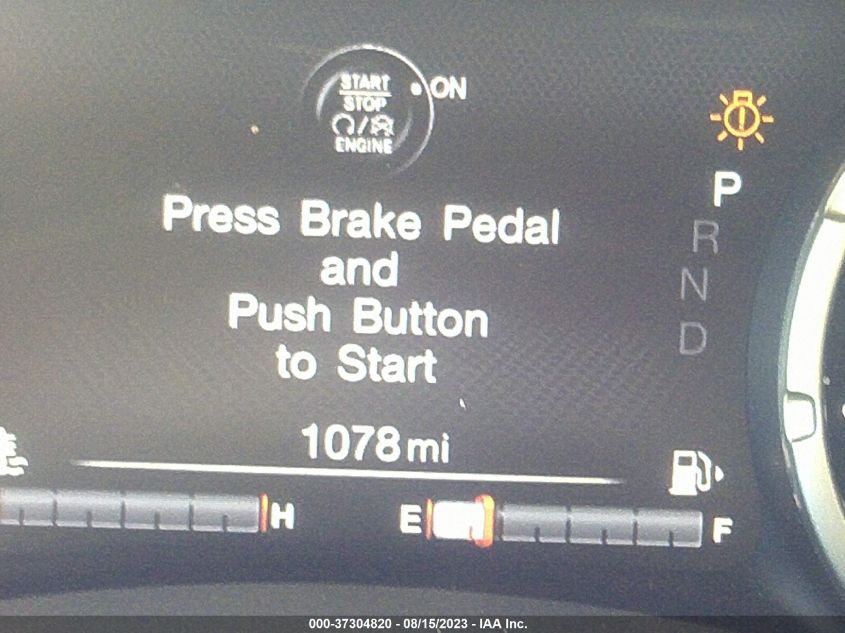 START
STOP
ENGINE
ON
Press Brake Pedal
and
Push Button
to Start
P
R
N
D
1078 mi
H
E
F
000-37304820 - 08/15/2023 - IAA Inc.